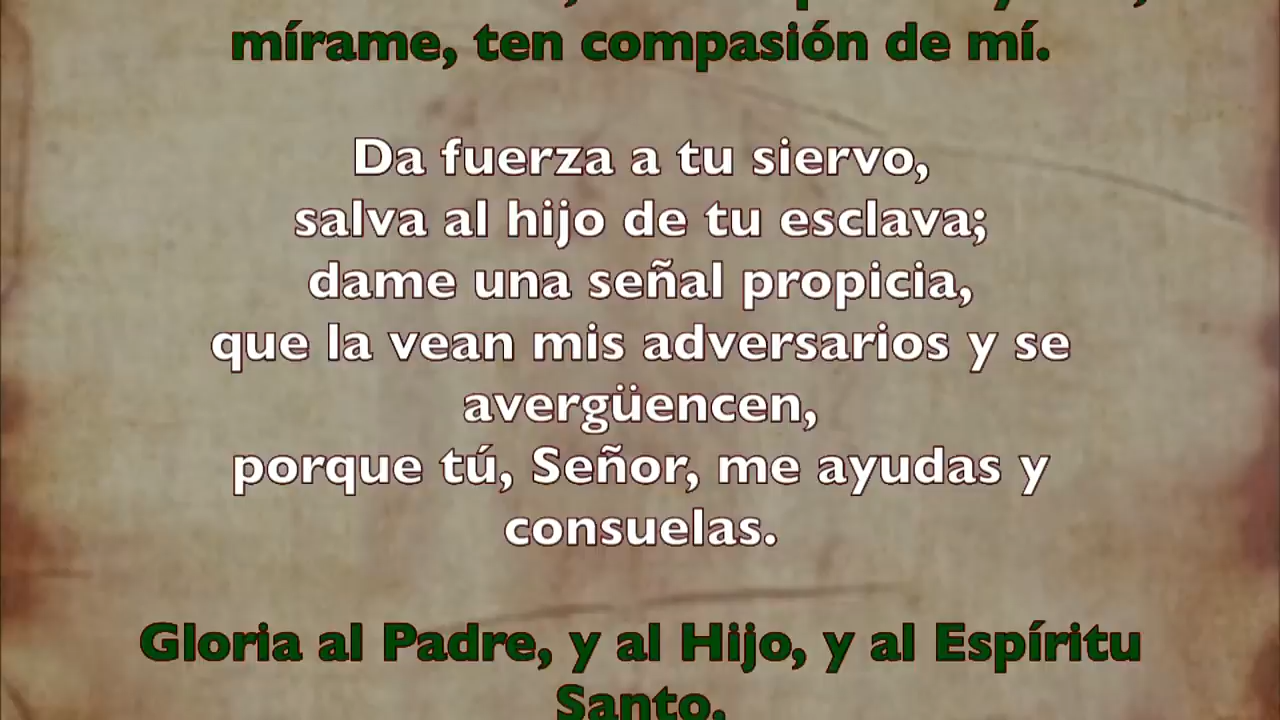 mírame, ten compasión de mí.
Da fuerza a tu siervo,
salva al hijo de tu esclava;
dame una señal propicia,
que la vean mis adversarios y se
avergüencen,
porque tú, Señor, me ayudas y
consuelas.
Gloria al Padre, y al Hijo, y al Espíritu
Santo.